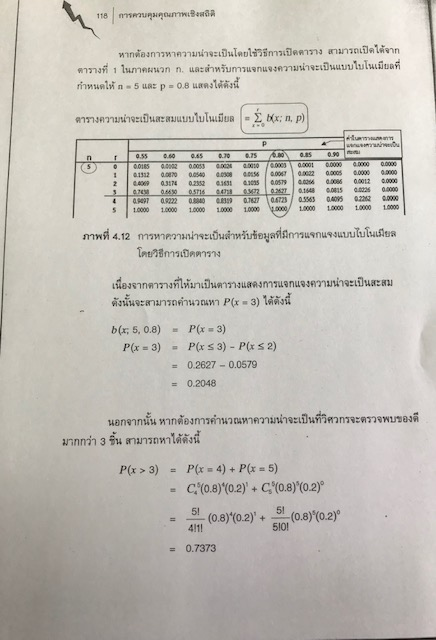 118 | การควบคุมคุณภาพเชิงสถิติ
หากต้องการหาความน่าจะเป็นโดยใช้วิธีการเปิดตาราง สามารถเปิดได้จาก
ตารางที่ 1 ในภาคผนวก ก. และสำหรับการแจกแจงความน่าจะเป็นแบบไบโนเมียลที่
กำหนดให้ n = 5 และ p = 0.8 แสดงได้ดังนี้
ตารางความน่าจะเป็นสะสมแบบไบโนเมียล = Σ b(x; n, p)
ค่าในตารางแสดงการ
แจกแจงความน่าจะเป็น
สะสม
p
n r 0.55 0.60 0.65 0.70 0.75 0.80 0.85 0.90
5 0 0.0185 0.0102 0.0053 0.0024 0.0010 0.0003 0.0001 0.0000 0.0000 0.0000
1 0.1312 0.0870 0.0540 0.0308 0.0156 0.0067 0.0022 0.0005 0.0000 0.0000
2 0.4069 0.3174 0.2352 0.1631 0.1035 0.0579 0.0266 0.0086 0.0012 0.0000
3 0.7438 0.6630 0.5716 0.4718 0.3672 0.2627 0.1648 0.0815 0.0226 0.0000
4 0.9497 0.9222 0.8840 0.8319 0.7627 0.6723 0.5563 0.4095 0.2262 0.0000
5 1.0000 1.0000 1.0000 1.0000 1.0000 1.0000 1.0000 1.0000 1.0000 1.0000
ภาพที่ 4.12 การหาความน่าจะเป็นสำหรับข้อมูลที่มีการแจกแจงแบบไบโนเมียล
โดยวิธีการเปิดตาราง
เนื่องจากตารางที่ให้มาเป็นตารางแสดงการแจกแจงความน่าจะเป็นสะสม
ดังนั้นจะสามารถคำนวณหา P(x = 3) ได้ดังนี้
b(x; 5, 0.8) = P(x = 3)
P(x = 3) = P(x ≤ 3) − P(x ≤ 2)
= 0.2627 − 0.0579
= 0.2048
นอกจากนั้น หากต้องการคำนวณหาความน่าจะเป็นที่วิศวกรจะตรวจพบของดี
มากกว่า 3 ชิ้น สามารถหาได้ดังนี้
P(x > 3) = P(x = 4) + P(x = 5)
= C₄⁵(0.8)⁴(0.2)¹ + C₅⁵(0.8)⁵(0.2)⁰
= 5!/4!1! (0.8)⁴(0.2)¹ + 5!/5!0! (0.8)⁵(0.2)⁰
= 0.7373